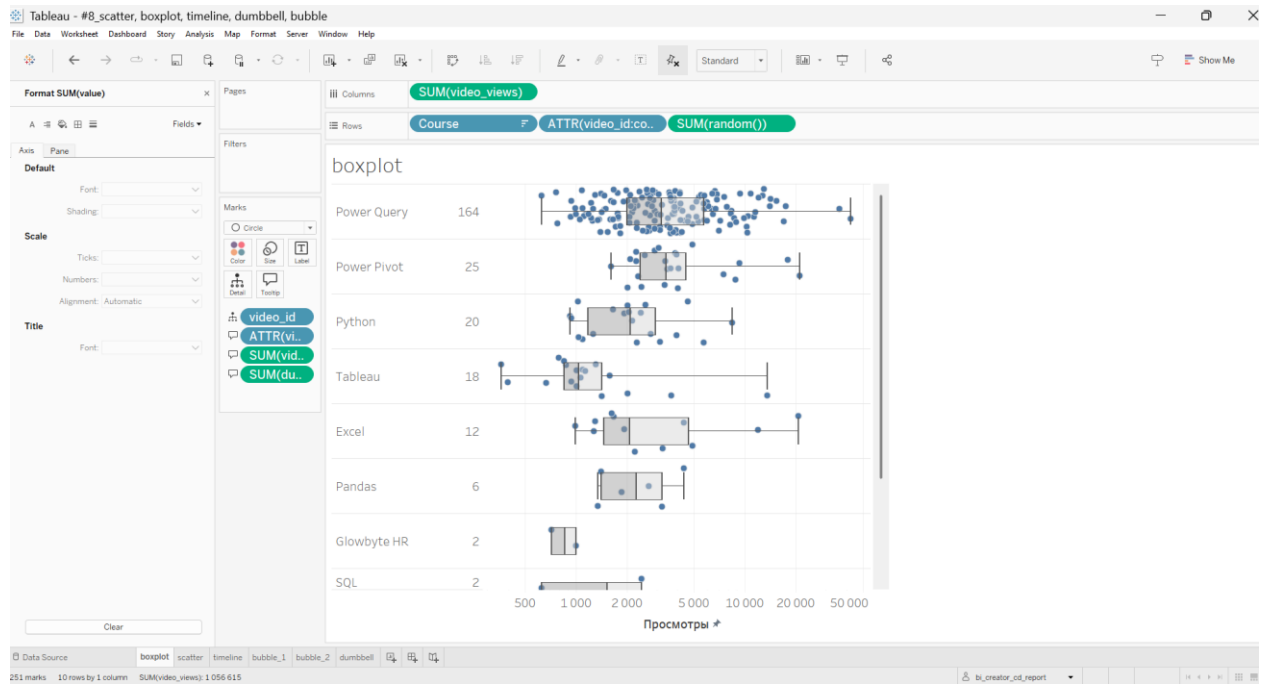 Tableau - #8_scatter, boxplot, timeline, dumbbell, bubble
File Data Worksheet Dashboard Story Analysis Map Format Server Window Help
Standard
Show Me
Format SUM(value)
Fields
Axis Pane
Default
Font:
Shading:
Scale
Ticks:
Numbers:
Alignment: Automatic
Title
Font:
Clear
Pages
Filters
Marks
Circle
Color Size Label
Detail Tooltip
video_id
ATTR(vi..
SUM(vid..
SUM(du..
Columns SUM(video_views)
Rows Course ATTR(video_id:co.. SUM(random())
boxplot
Power Query 164
Power Pivot 25
Python 20
Tableau 18
Excel 12
Pandas 6
Glowbyte HR 2
SQL 2
500 1 000 2 000 5 000 10 000 20 000 50 000
Просмотры
Data Source boxplot scatter timeline bubble_1 bubble_2 dumbbell
251 marks 10 rows by 1 column SUM(video_views): 1 056 615 bi_creator_cd_report